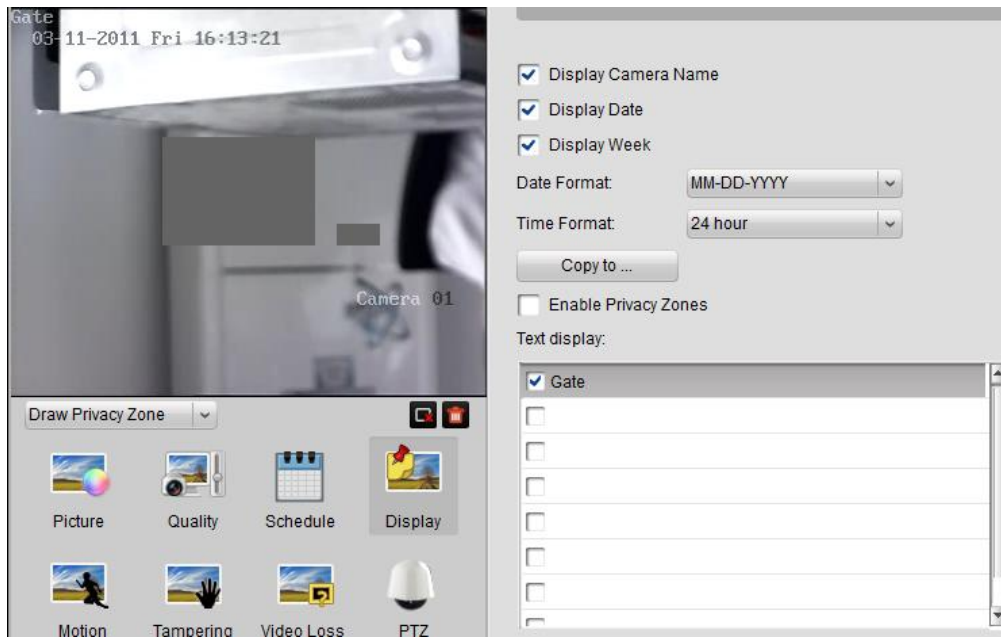 Gate
03-11-2011 Fri 16:13:21
Camera 01
Draw Privacy Zone
Picture
Quality
Schedule
Display
Motion
Tampering
Video Loss
PTZ
Display Camera Name
Display Date
Display Week
Date Format:
MM-DD-YYYY
Time Format:
24 hour
Copy to ...
Enable Privacy Zones
Text display:
Gate